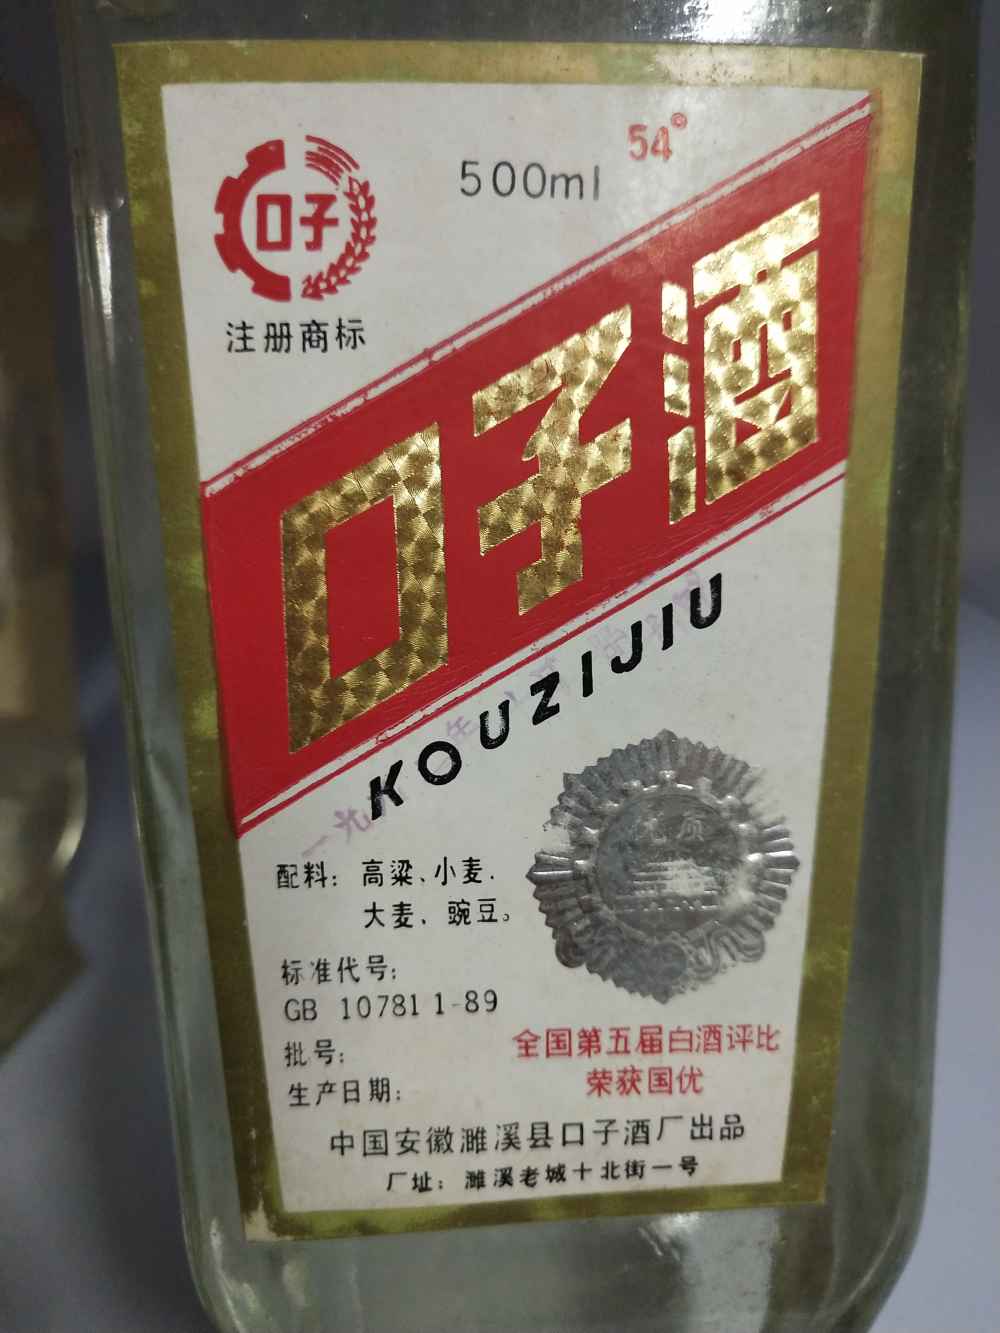 口子
注册商标
500ml 54°
口子酒
KOUZIJIU
优质
配料：高粱、小麦、
大麦、豌豆。
标准代号：
GB 10781 1-89
批号：
生产日期：
全国第五届白酒评比
荣获国优
中国安徽濉溪县口子酒厂出品
厂址：濉溪老城十北街一号